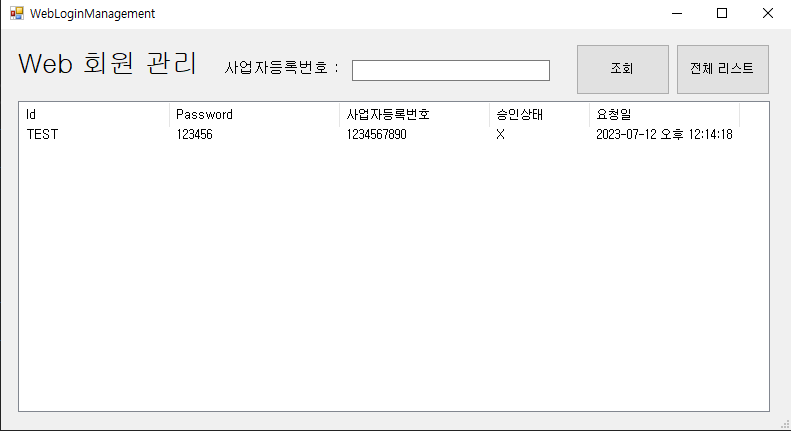 WebLoginManagement
Web 회원 관리 사업자등록번호 : 조회 전체 리스트
Id Password 사업자등록번호 승인상태 요청일
TEST 123456 1234567890 X 2023-07-12 오후 12:14:18